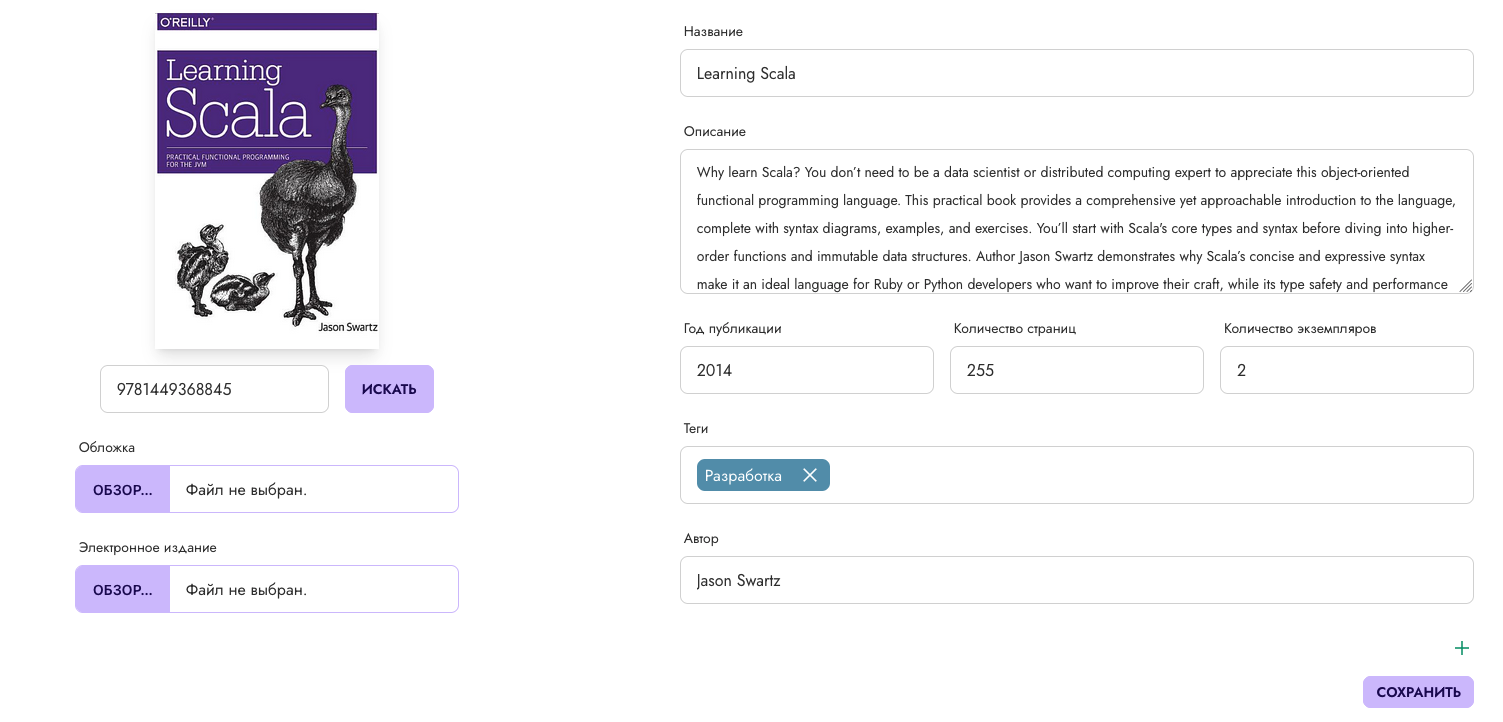 O'REILLY®
Learning
Scala
PRACTICAL FUNCTIONAL PROGRAMMING
FOR THE JVM
Jason Swartz
9781449368845
ИСКАТЬ
Обложка
ОБЗОР...
Файл не выбран.
Электронное издание
ОБЗОР...
Файл не выбран.
Название
Learning Scala
Описание
Why learn Scala? You don’t need to be a data scientist or distributed computing expert to appreciate this object-oriented
functional programming language. This practical book provides a comprehensive yet approachable introduction to the language,
complete with syntax diagrams, examples, and exercises. You’ll start with Scala's core types and syntax before diving into higher-
order functions and immutable data structures. Author Jason Swartz demonstrates why Scala’s concise and expressive syntax
make it an ideal language for Ruby or Python developers who want to improve their craft, while its type safety and performance
Год публикации
Количество страниц
Количество экземпляров
2014
255
2
Теги
Разработка
Автор
Jason Swartz
+
СОХРАНИТЬ